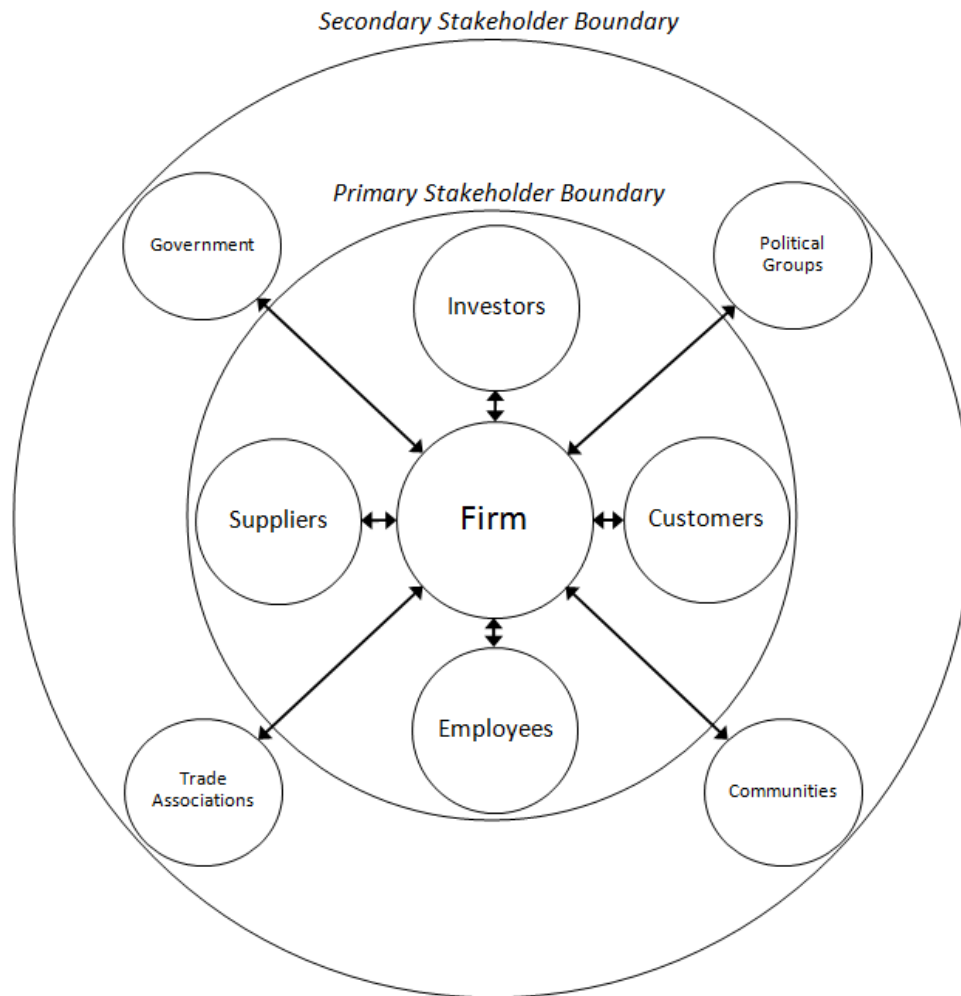 Secondary Stakeholder Boundary
Primary Stakeholder Boundary
Government
Political
Groups
Investors
Suppliers
Firm
Customers
Employees
Trade
Associations
Communities